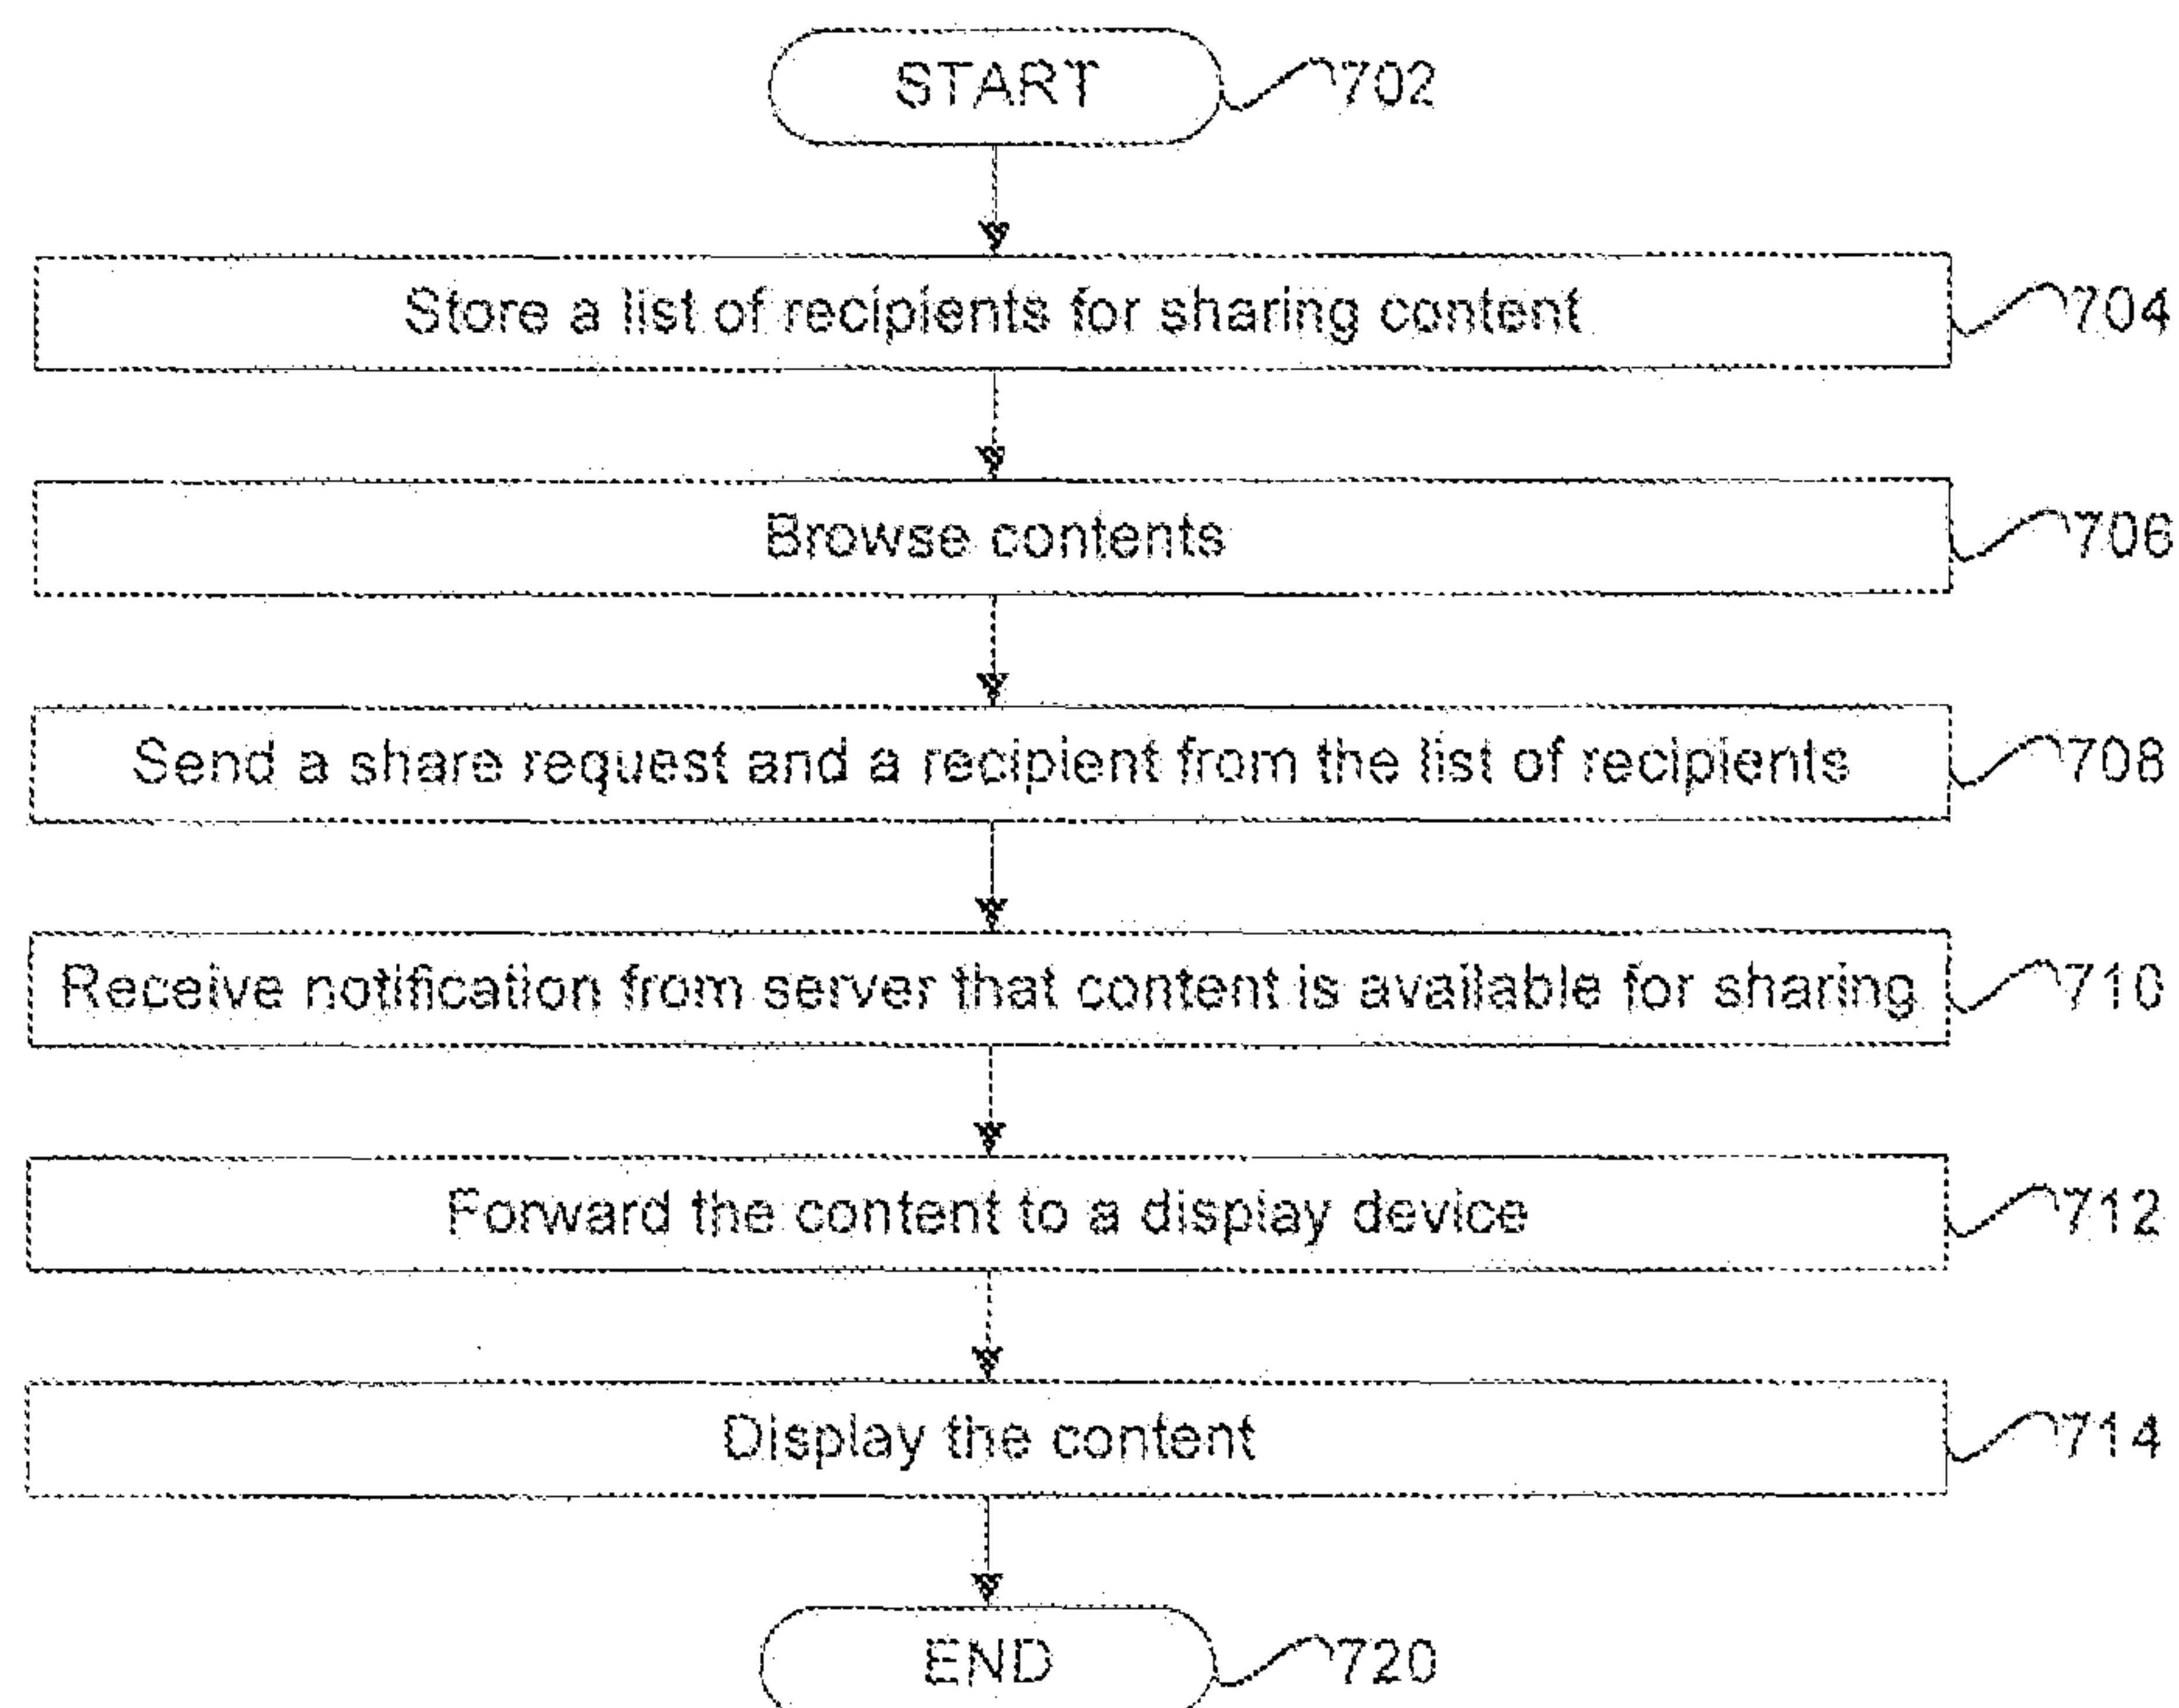 START 702
Store a list of recipients for sharing content 704
Browse contents 706
Send a share request and a recipient from the list of recipients 708
Receive notification from server that content is available for sharing 710
Forward the content to a display device 712
Display the content 714
END 720